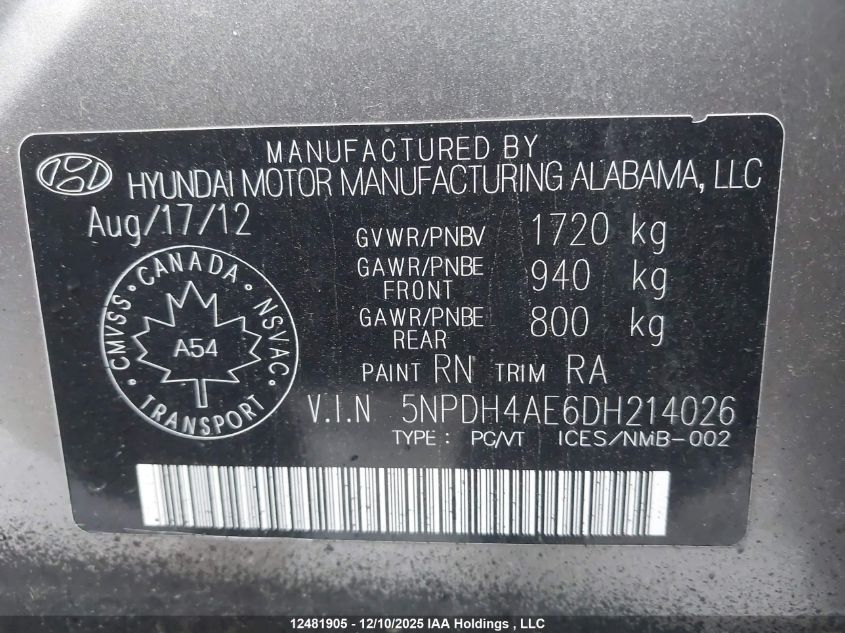 MANUFACTURED BY
HYUNDAI MOTOR MANUFACTURING ALABAMA, LLC
Aug/17/12
GVWR/PNBV 1720 kg
GAWR/PNBE FRONT 940 kg
GAWR/PNBE REAR 800 kg
CANADA
CMVSS · NSVAC
A54
TRANSPORT
PAINT RN TRIM RA
V.I.N 5NPDH4AE6DH214026
TYPE : PC/VT ICES/NMB-002
12481905 - 12/10/2025 IAA Holdings , LLC